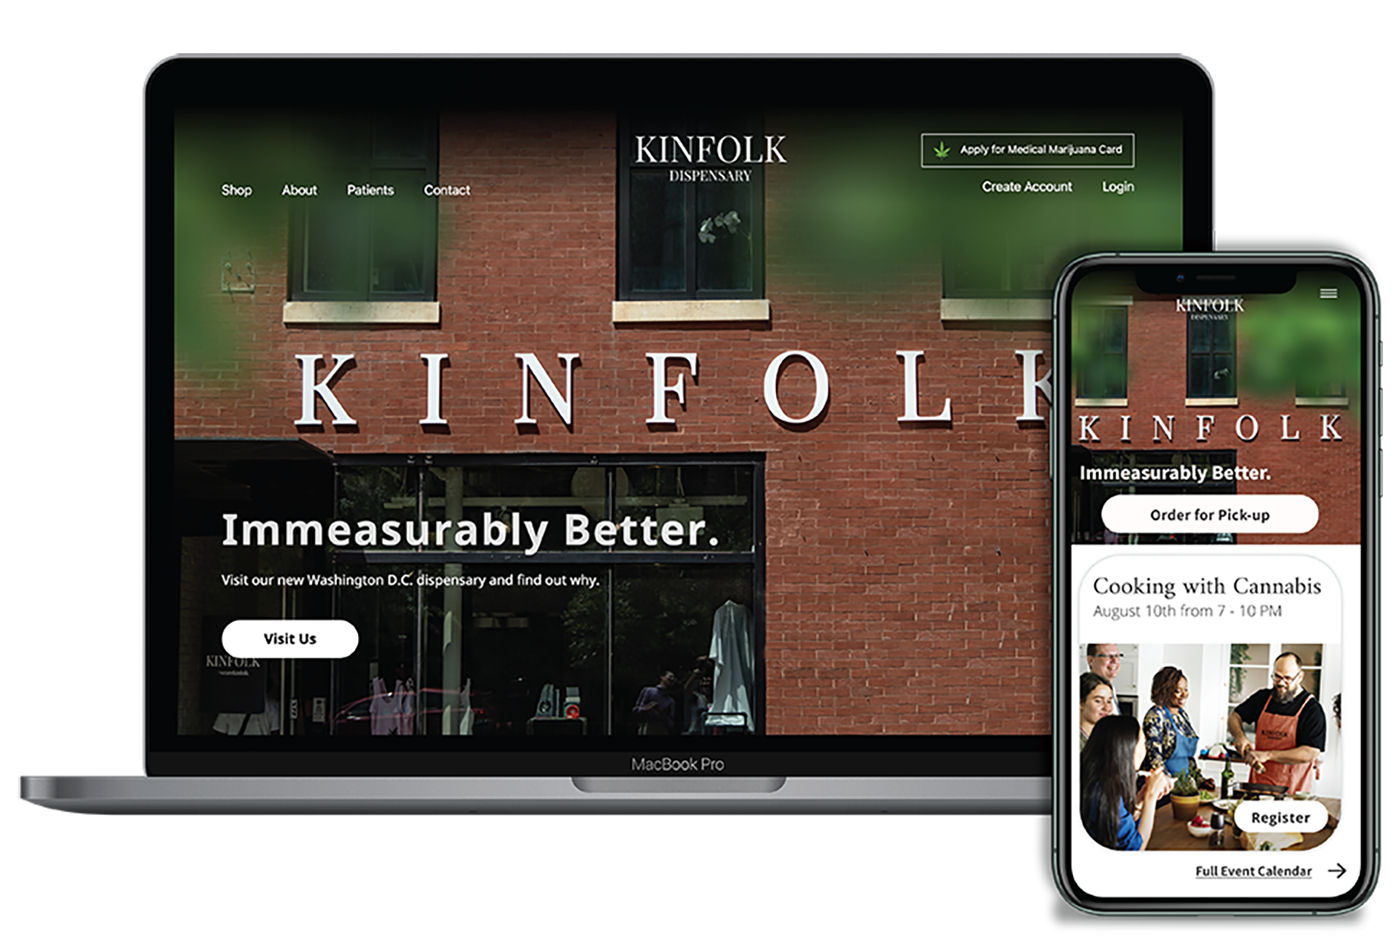 KINFOLK
DISPENSARY
Apply for Medical Marijuana Card
Shop About Patients Contact
Create Account Login
KINFOLK
Immeasurably Better.
Visit our new Washington D.C. dispensary and find out why.
Visit Us
KINFOLK
MacBook Pro
KINFOLK
DISPENSARY
KINFOLK
Immeasurably Better.
Order for Pick-up
Cooking with Cannabis
August 10th from 7 - 10 PM
KINFOLK
Register
Full Event Calendar